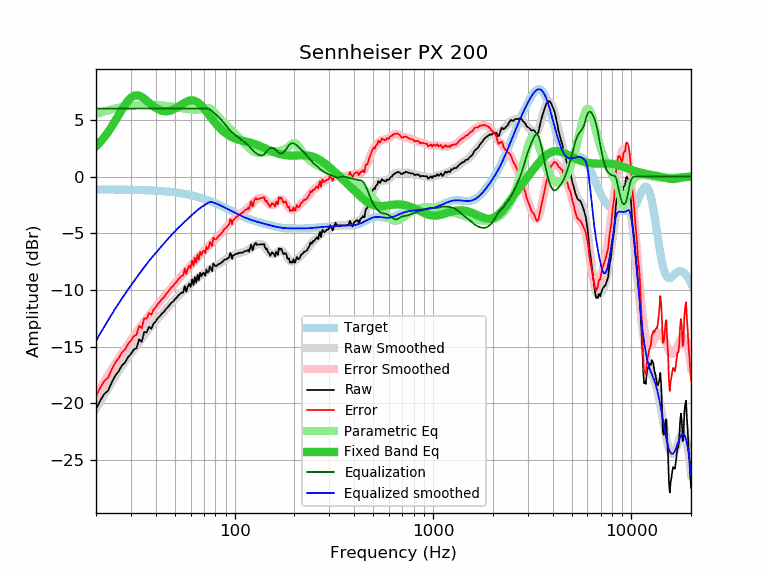 Sennheiser PX 200
Amplitude (dBr)
5
0
−5
−10
−15
−20
−25
Target
Raw Smoothed
Error Smoothed
Raw
Error
Parametric Eq
Fixed Band Eq
Equalization
Equalized smoothed
100 1000 10000
Frequency (Hz)